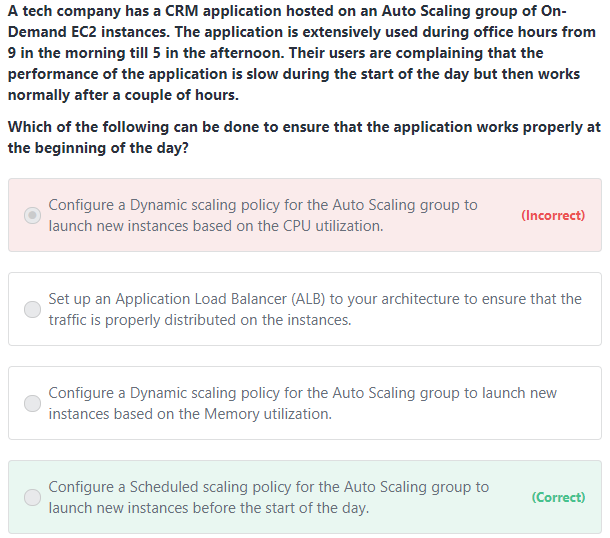 A tech company has a CRM application hosted on an Auto Scaling group of On-
Demand EC2 instances. The application is extensively used during office hours from
9 in the morning till 5 in the afternoon. Their users are complaining that the
performance of the application is slow during the start of the day but then works
normally after a couple of hours.
Which of the following can be done to ensure that the application works properly at
the beginning of the day?
Configure a Dynamic scaling policy for the Auto Scaling group to
launch new instances based on the CPU utilization.
(Incorrect)
Set up an Application Load Balancer (ALB) to your architecture to ensure that the
traffic is properly distributed on the instances.
Configure a Dynamic scaling policy for the Auto Scaling group to launch new
instances based on the Memory utilization.
Configure a Scheduled scaling policy for the Auto Scaling group to
launch new instances before the start of the day.
(Correct)